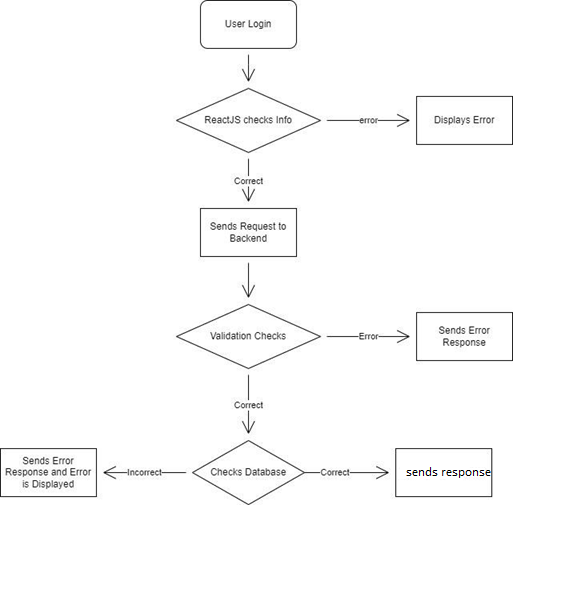 User Login
ReactJS checks Info
error
Displays Error
Correct
Sends Request to
Backend
Validation Checks
Error
Sends Error
Response
Correct
Sends Error
Response and Error
is Displayed
Incorrect
Checks Database
Correct
sends response